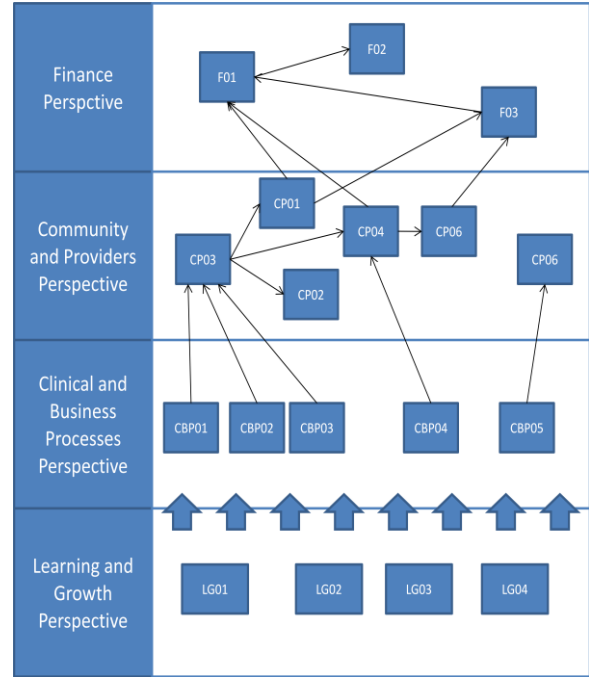 Finance
Perspctive
F01
F02
F03
Community
and Providers
Perspective
CP01
CP04
CP06
CP03
CP06
CP02
Clinical and
Business
Processes
Perspective
CBP01
CBP02
CBP03
CBP04
CBP05
Learning and
Growth
Perspective
LG01
LG02
LG03
LG04